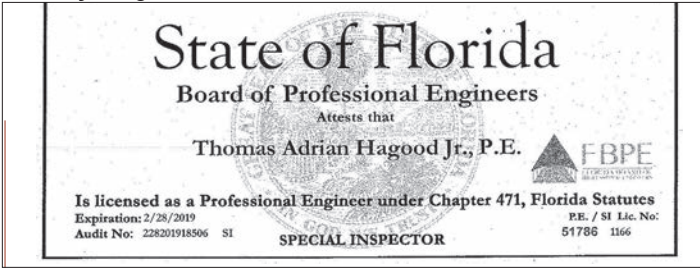 State of Florida
Board of Professional Engineers
Attests that
Thomas Adrian Hagood Jr., P.E.
FBPE
Is licensed as a Professional Engineer under Chapter 471, Florida Statutes
Expiration: 2/28/2019
P.E. / SI Lic. No:
Audit No: 228201918506 SI
SPECIAL INSPECTOR
51786 1166